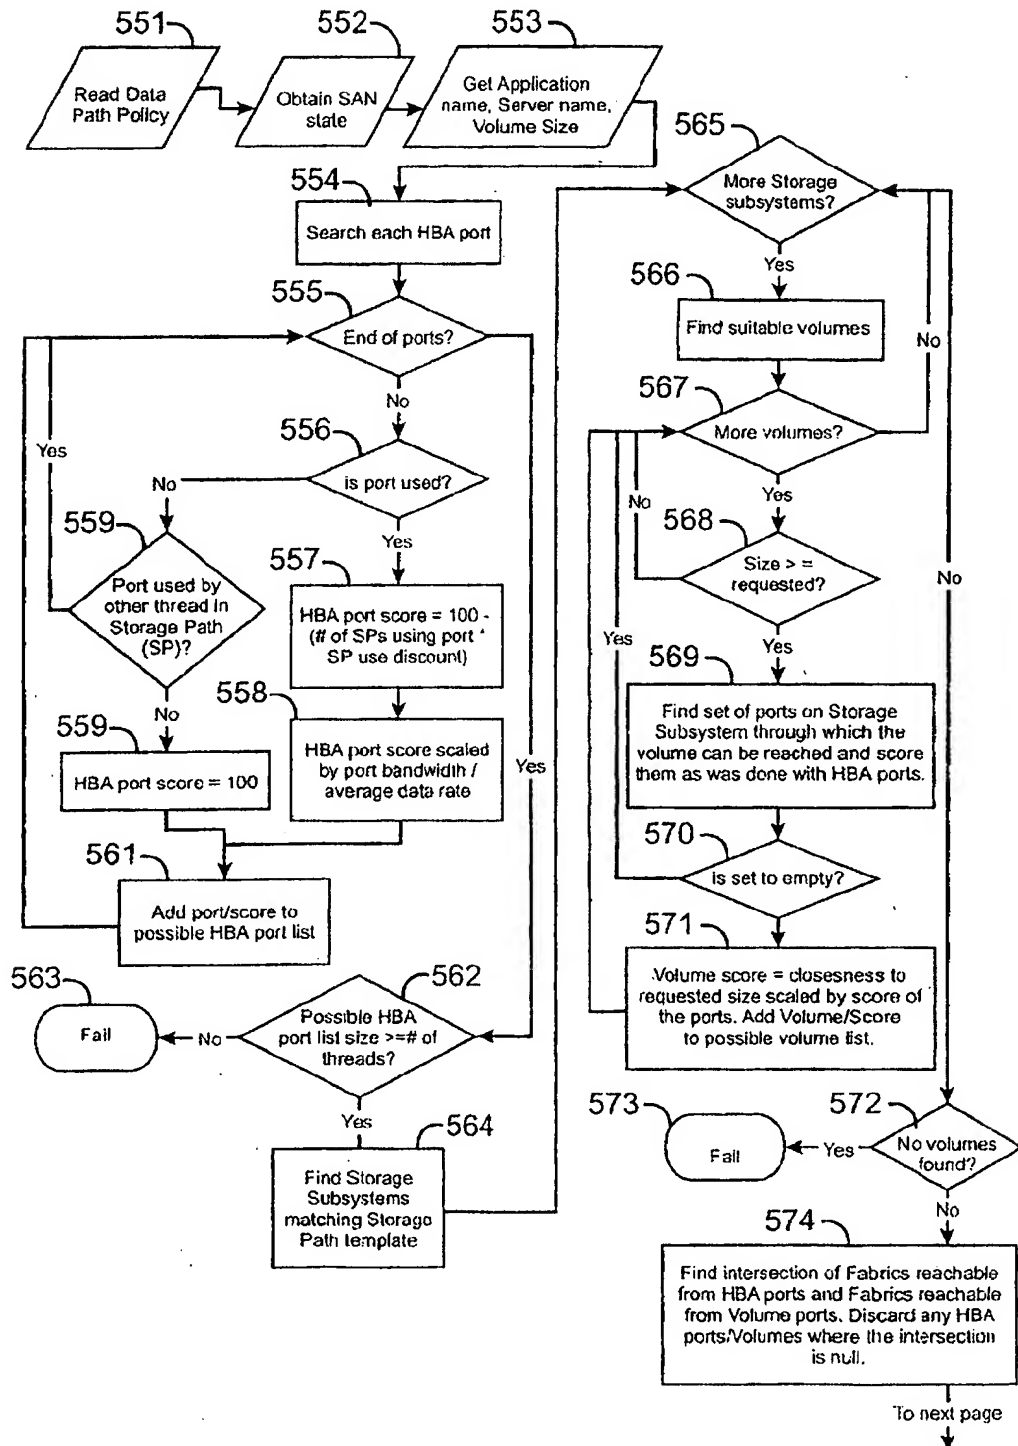 551
Read Data
Path Policy
552
Obtain SAN
state
553
Get Application
name, Server name,
Volume Size
554
Search each HBA port
555
End of ports?
No
Yes
556
is port used?
No
Yes
559
Port used by
other thread in
Storage Path
(SP)?
Yes
No
557
HBA port score = 100 -
(# of SPs using port *
SP use discount)
558
HBA port score scaled
by port bandwidth /
average data rate
559
HBA port score = 100
561
Add port/score to
possible HBA port list
562
Possible HBA
port list size >=# of
threads?
No
Yes
563
Fail
564
Find Storage
Subsystems
matching Storage
Path template
565
More Storage
subsystems?
Yes
No
566
Find suitable volumes
567
More volumes?
No
Yes
568
Size > =
requested?
No
Yes
569
Find set of ports on Storage
Subsystem through which the
volume can be reached and score
them as was done with HBA ports.
570
is set to empty?
Yes
571
Volume score = closesness to
requested size scaled by score of
the ports. Add Volume/Score
to possible volume list.
572
No volumes
found?
Yes
No
573
Fail
574
Find intersection of Fabrics reachable
from HBA ports and Fabrics reachable
from Volume ports. Discard any HBA
ports/Volumes where the intersection
is null.
To next page